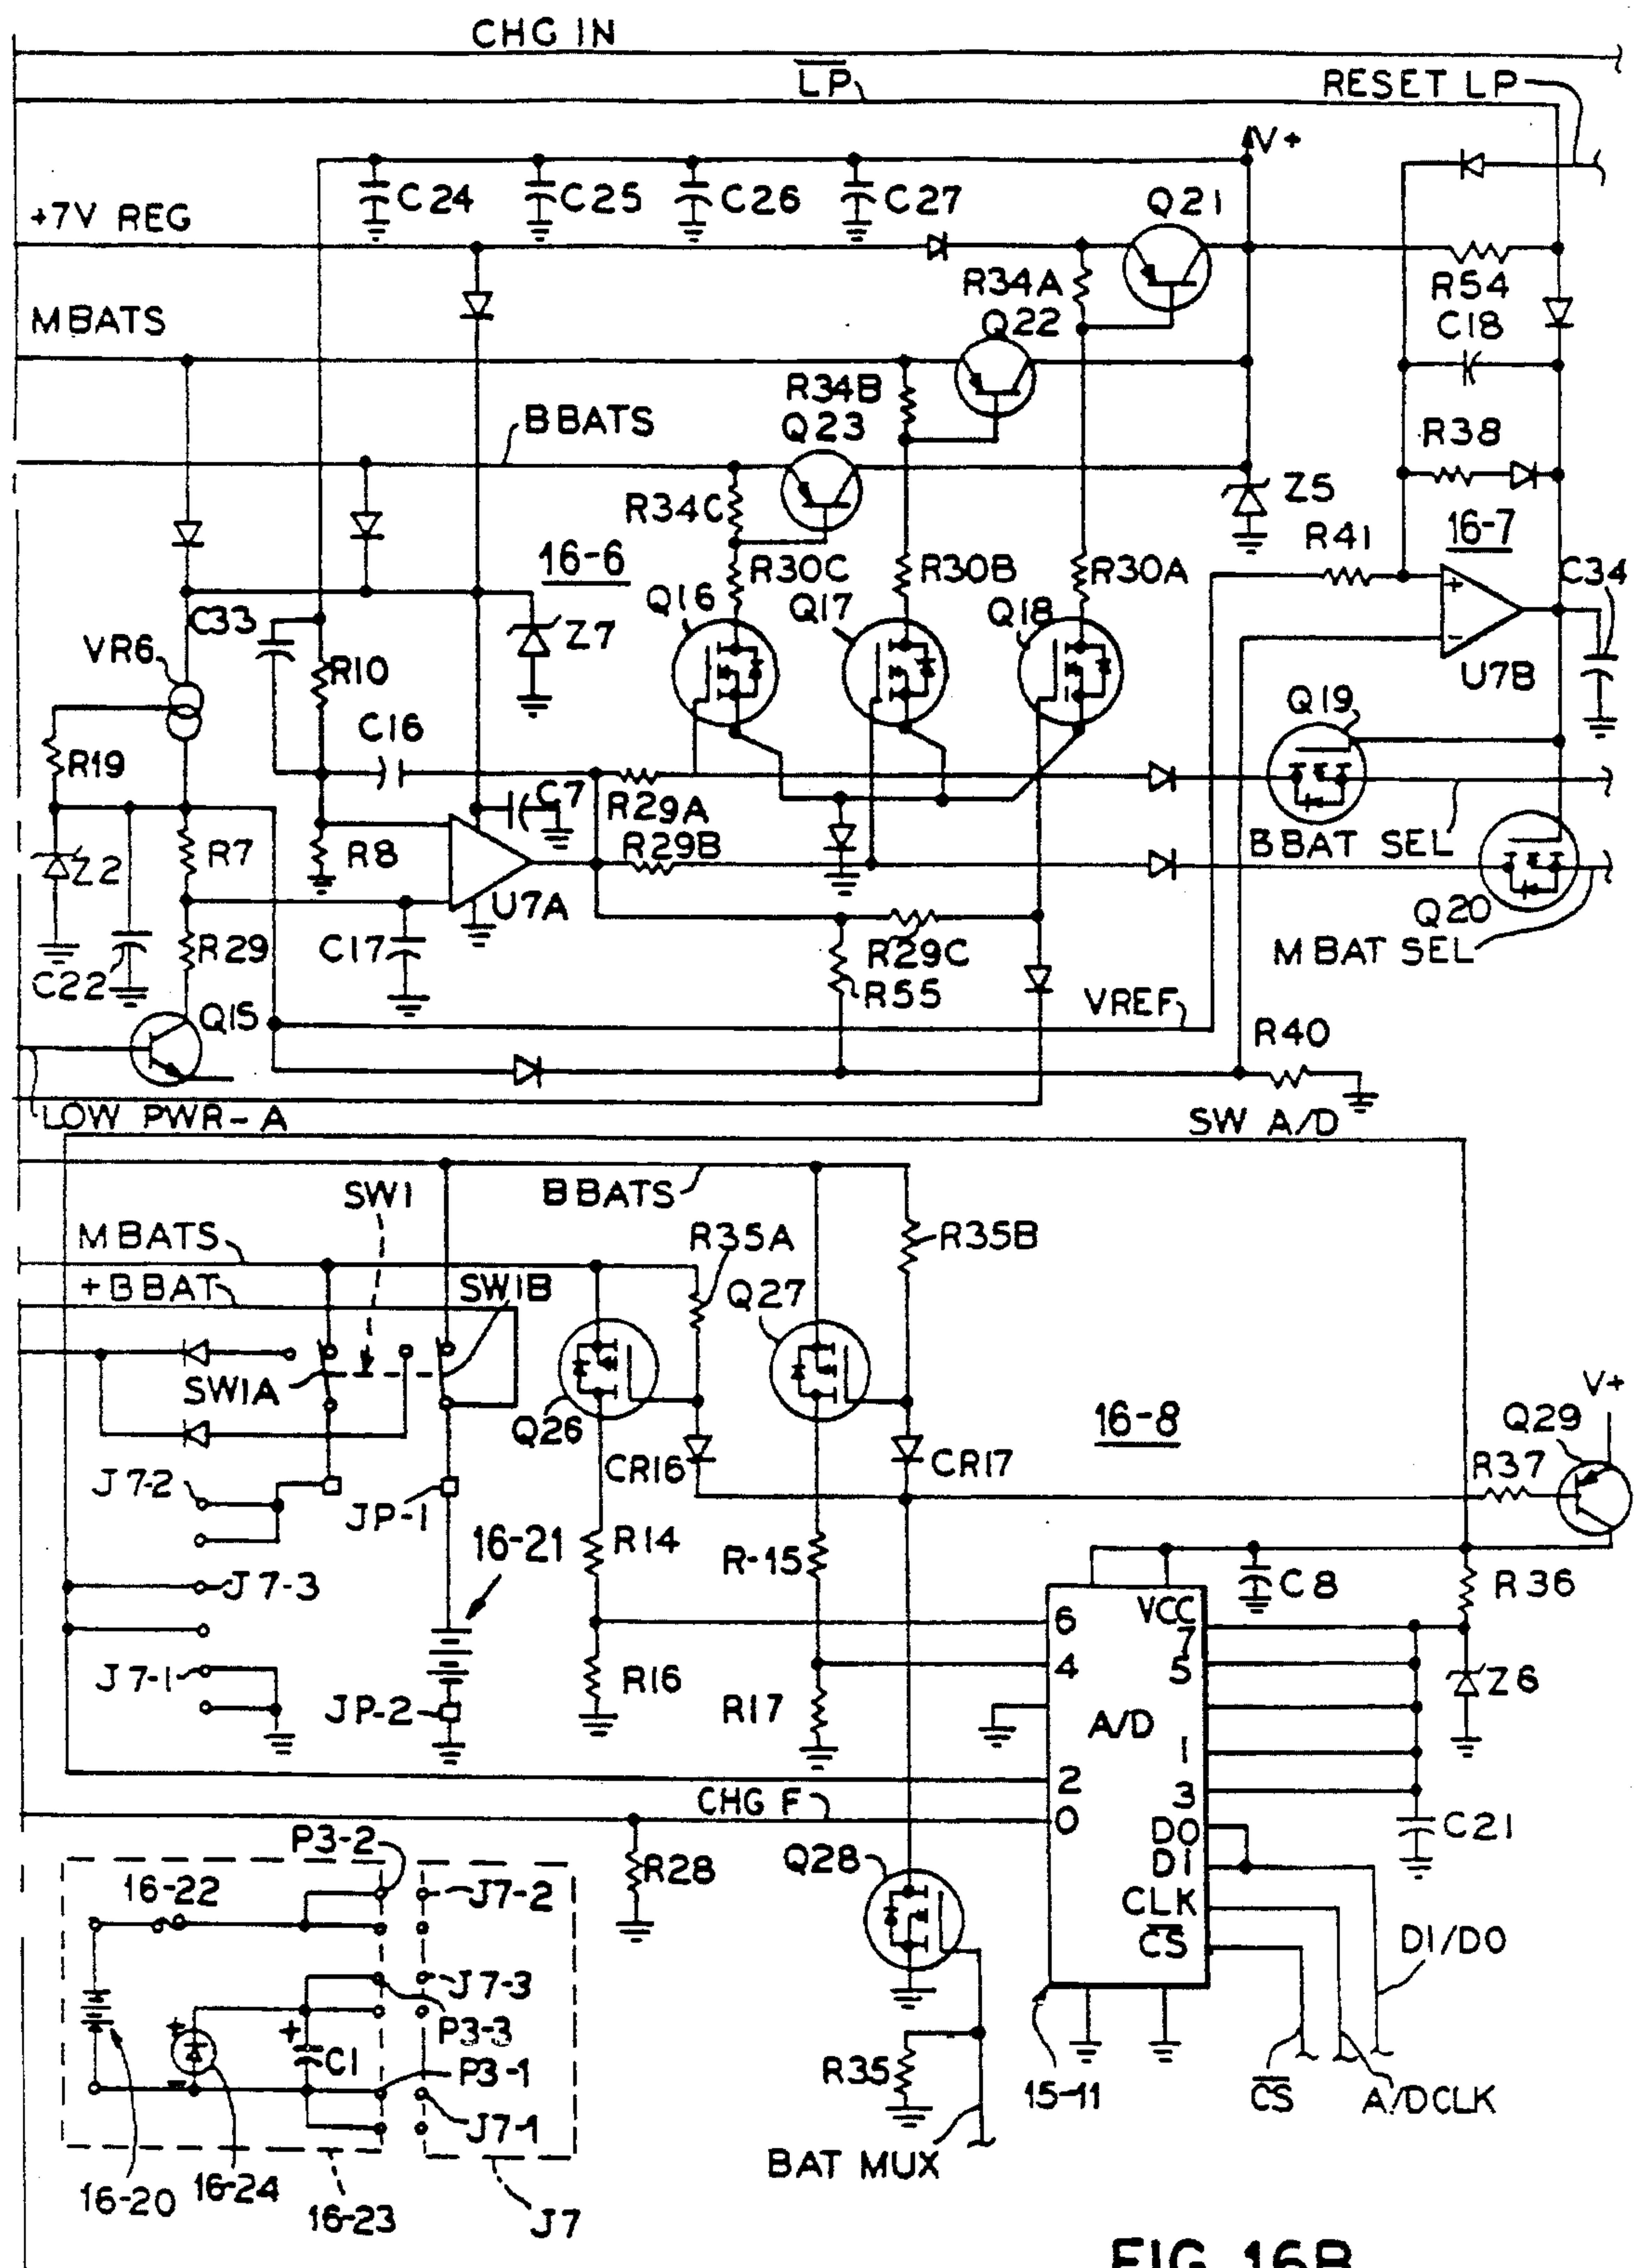 CHG IN
LP
RESET LP
V+
C24
C25
C26
C27
Q21
+7V REG
R34A
R54
Q22
C18
MBATS
R34B
Q23
BBATS
R38
R34C
Z5
16-6
R41
16-7
R30C
R30B
R30A
C34
Q16
Q17
Q18
C33
Z7
VR6
R10
U7B
Q19
C16
R19
C7
R29A
BBAT SEL
R7
R8
R29B
Z2
U7A
Q20
R29
C17
R29C
MBAT SEL
C22
R55
Q15
VREF
R40
LOW PWR-A
SW A/D
SW1
BBATS
MBATS
R35A
R35B
+BBAT
SW1B
Q27
SW1A
V+
Q26
16-8
Q29
CR16
CR17
R37
J7-2
JP-1
16-21
R14
R-15
J7-3
C8
R36
6
VCC
7
4
5
J7-1
R16
Z6
JP-2
R17
A/D
1
2
3
CHG F
0
C21
P3-2
D0
R28
Q28
D1
16-22
J7-2
CLK
CS
D1/D0
J7-3
+
+
P3-3
C1
P3-1
R35
-
15-11
CS
A/DCLK
J7-1
BAT MUX
16-20
16-24
16-23
J7
FIG. 16B